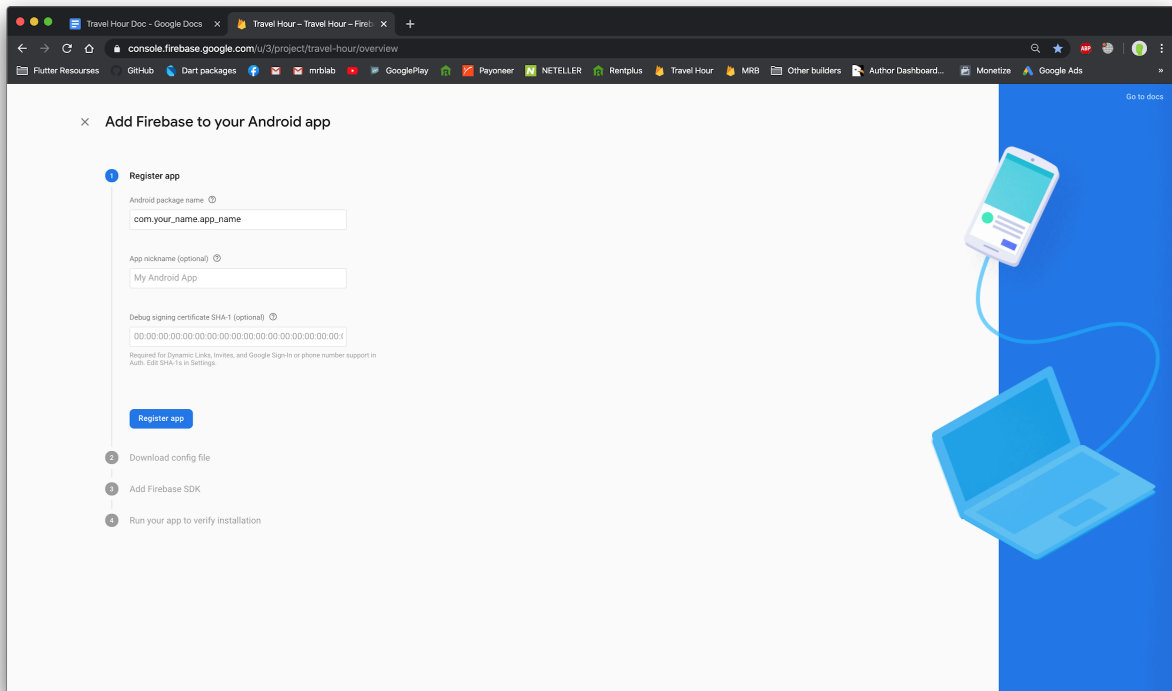 Travel Hour Doc - Google Docs
Travel Hour – Travel Hour – Fireb
console.firebase.google.com/u/3/project/travel-hour/overview
ABP
Flutter Resourses GitHub Dart packages mrblab GooglePlay Payoneer NETELLER Rentplus Travel Hour MRB Other builders Author Dashboard... Monetize Google Ads »
Go to docs
Add Firebase to your Android app
1 Register app
Android package name
com.your_name.app_name
App nickname (optional)
My Android App
Debug signing certificate SHA-1 (optional)
00:00:00:00:00:00:00:00:00:00:00:00:00:00:00:00:00:
Required for Dynamic Links, Invites, and Google Sign-In or phone number support in
Auth. Edit SHA-1s in Settings.
Register app
2 Download config file
3 Add Firebase SDK
4 Run your app to verify installation